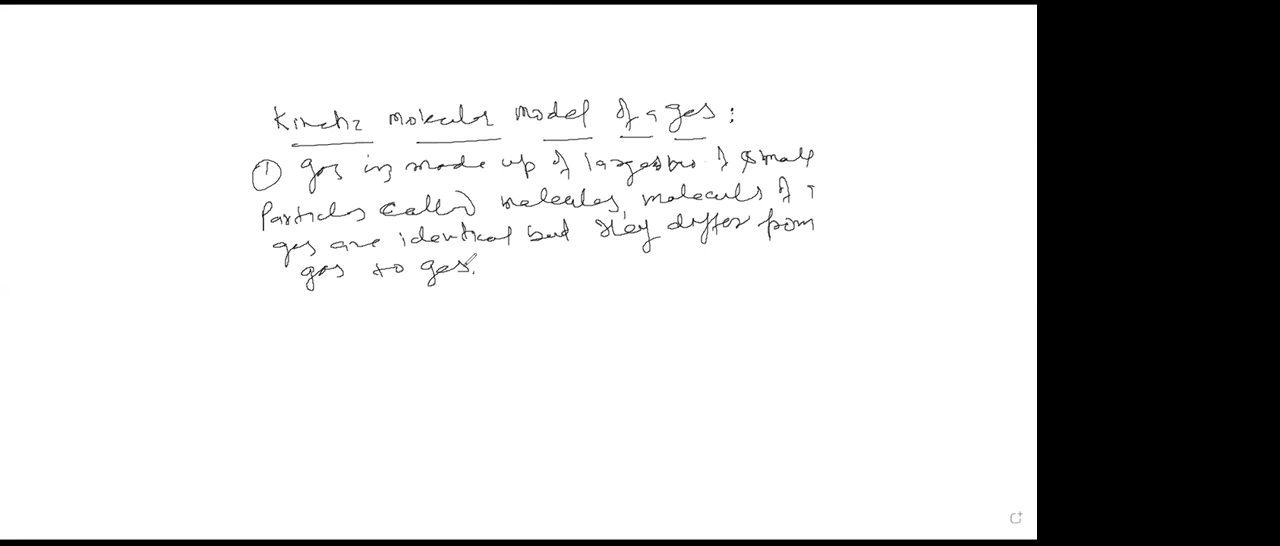 Kinetic molecular model of a gas :
① gas is made up of large no of small
Particles called molecules, molecules of a
gas are identical but they differ from
gas to gas.